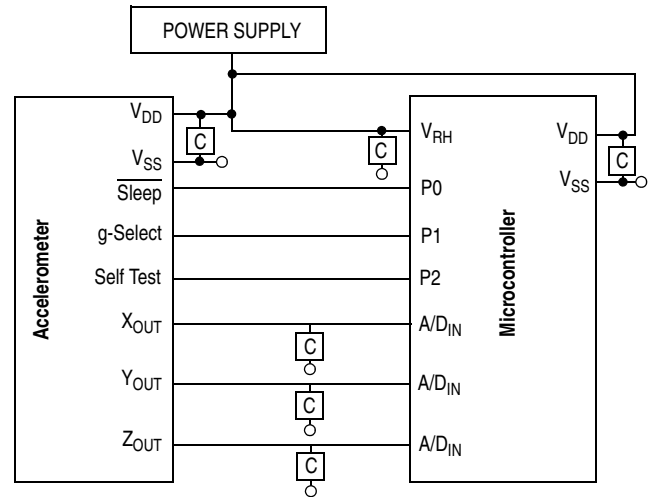 POWER SUPPLY
Accelerometer
V_DD
V_SS
Sleep
g-Select
Self Test
X_OUT
Y_OUT
Z_OUT
C
C
C
C
C
C
Microcontroller
V_RH
P0
P1
P2
A/D_IN
A/D_IN
A/D_IN
V_DD
V_SS